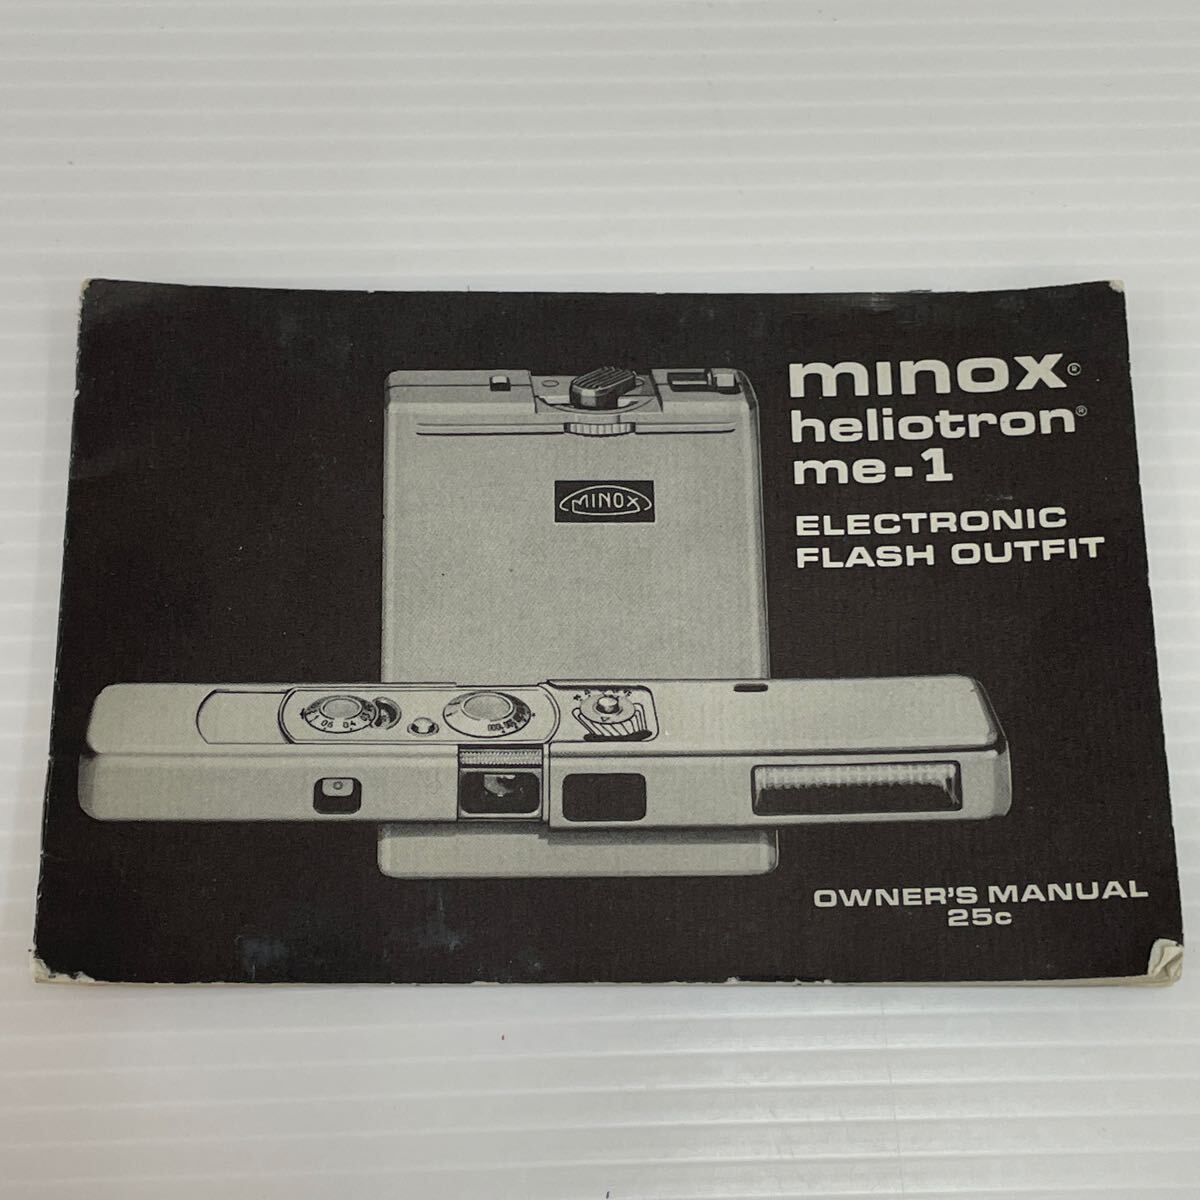 minox®
heliotron®
me-1
ELECTRONIC
FLASH OUTFIT
MINOX
OWNER'S MANUAL
25c